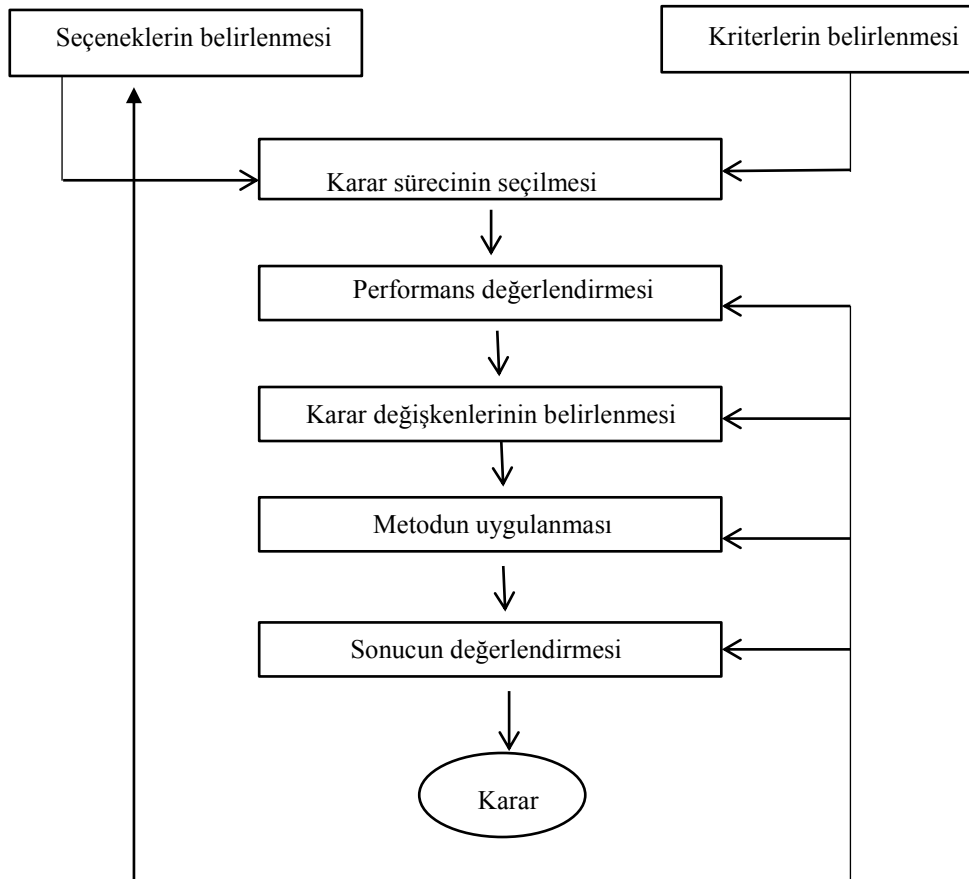 Seçeneklerin belirlenmesi
Kriterlerin belirlenmesi
Karar sürecinin seçilmesi
Performans değerlendirmesi
Karar değişkenlerinin belirlenmesi
Metodun uygulanması
Sonucun değerlendirmesi
Karar